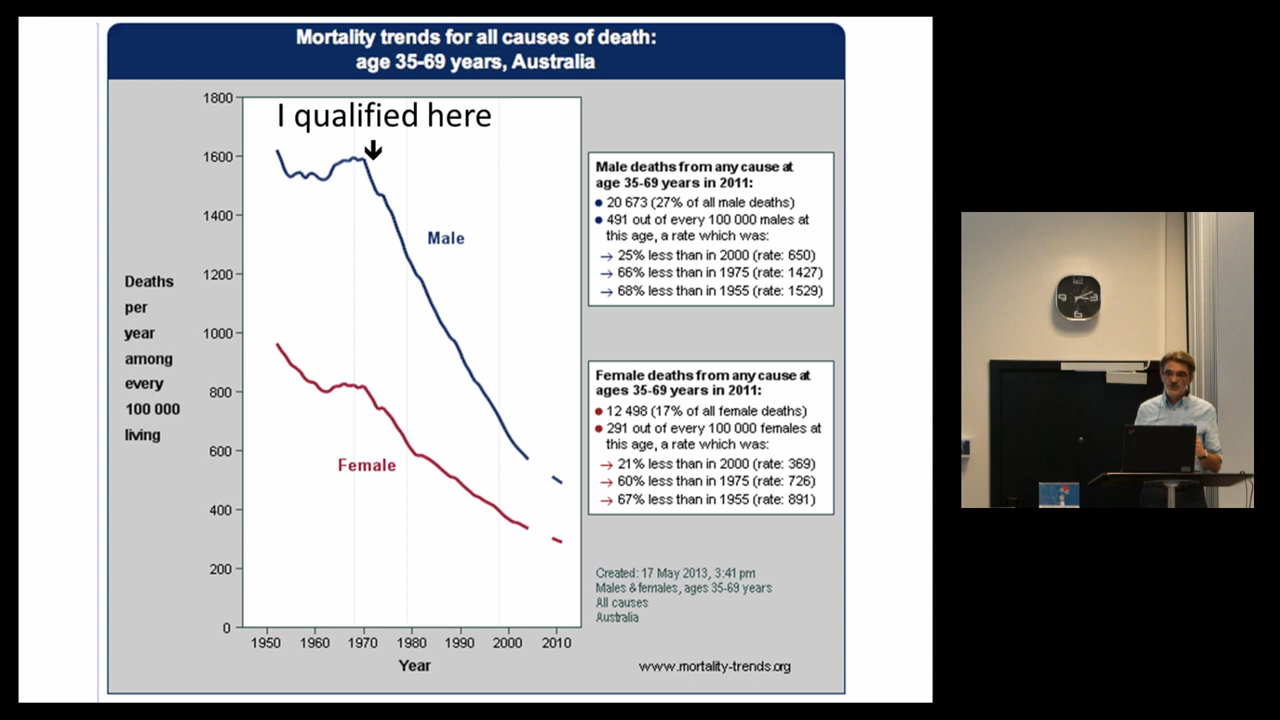 Mortality trends for all causes of death:
age 35-69 years, Australia
I qualified here
1800
1600
1400
1200
1000
800
600
400
200
0
Deaths
per
year
among
every
100 000
living
Male
Female
1950 1960 1970 1980 1990 2000 2010
Year
Male deaths from any cause at
age 35-69 years in 2011:
20 673 (27% of all male deaths)
491 out of every 100 000 males at
this age, a rate which was:
→ 25% less than in 2000 (rate: 650)
→ 66% less than in 1975 (rate: 1427)
→ 68% less than in 1955 (rate: 1529)
Female deaths from any cause at
ages 35-69 years in 2011:
12 498 (17% of all female deaths)
291 out of every 100 000 females at
this age, a rate which was:
→ 21% less than in 2000 (rate: 369)
→ 60% less than in 1975 (rate: 726)
→ 67% less than in 1955 (rate: 891)
Created: 17 May 2013, 3:41 pm
Males & females, ages 35-69 years
All causes
Australia
www.mortality-trends.org
12
9 3
6